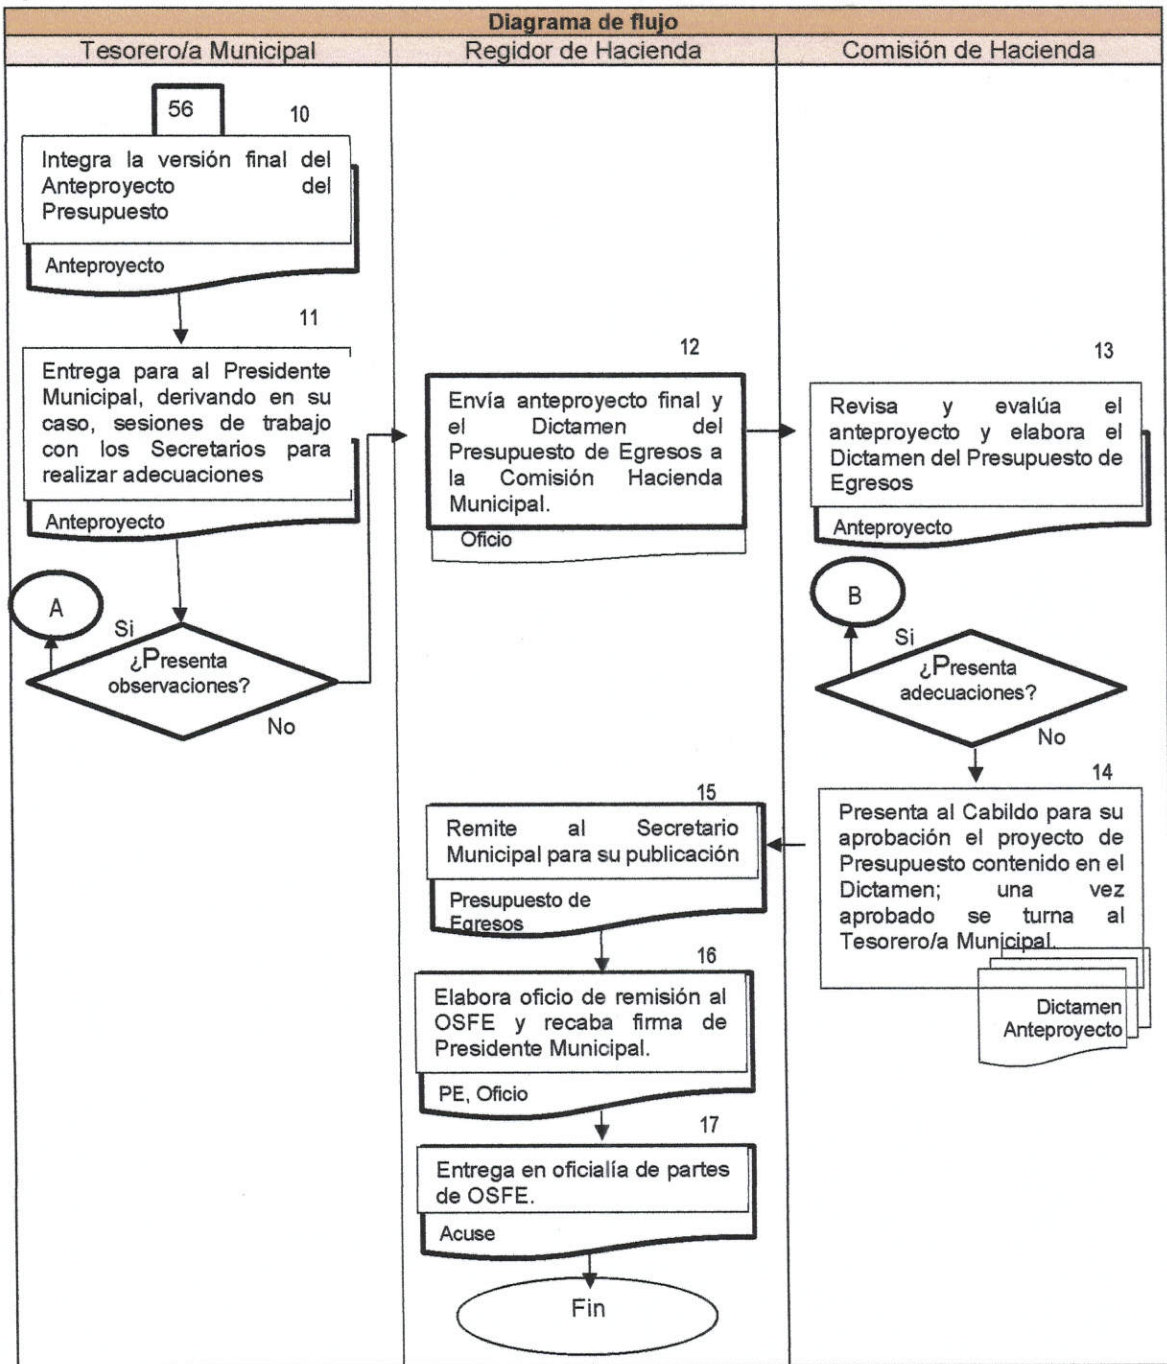 Diagrama de flujo
Tesorero/a Municipal
Regidor de Hacienda
Comisión de Hacienda
56
10
Integra la versión final del
Anteproyecto del
Presupuesto
Anteproyecto
11
Entrega para al Presidente
Municipal, derivando en su
caso, sesiones de trabajo
con los Secretarios para
realizar adecuaciones
Anteproyecto
A
Si
¿Presenta
observaciones?
No
12
Envía anteproyecto final y
el Dictamen del
Presupuesto de Egresos a
la Comisión Hacienda
Municipal.
Oficio
13
Revisa y evalúa el
anteproyecto y elabora el
Dictamen del Presupuesto de
Egresos
Anteproyecto
B
Si
¿Presenta
adecuaciones?
No
14
Presenta al Cabildo para su
aprobación el proyecto de
Presupuesto contenido en el
Dictamen; una vez
aprobado se turna al
Tesorero/a Municipal.
Dictamen
Anteproyecto
15
Remite al Secretario
Municipal para su publicación
Presupuesto de
Egresos
16
Elabora oficio de remisión al
OSFE y recaba firma de
Presidente Municipal.
PE, Oficio
17
Entrega en oficialía de partes
de OSFE.
Acuse
Fin